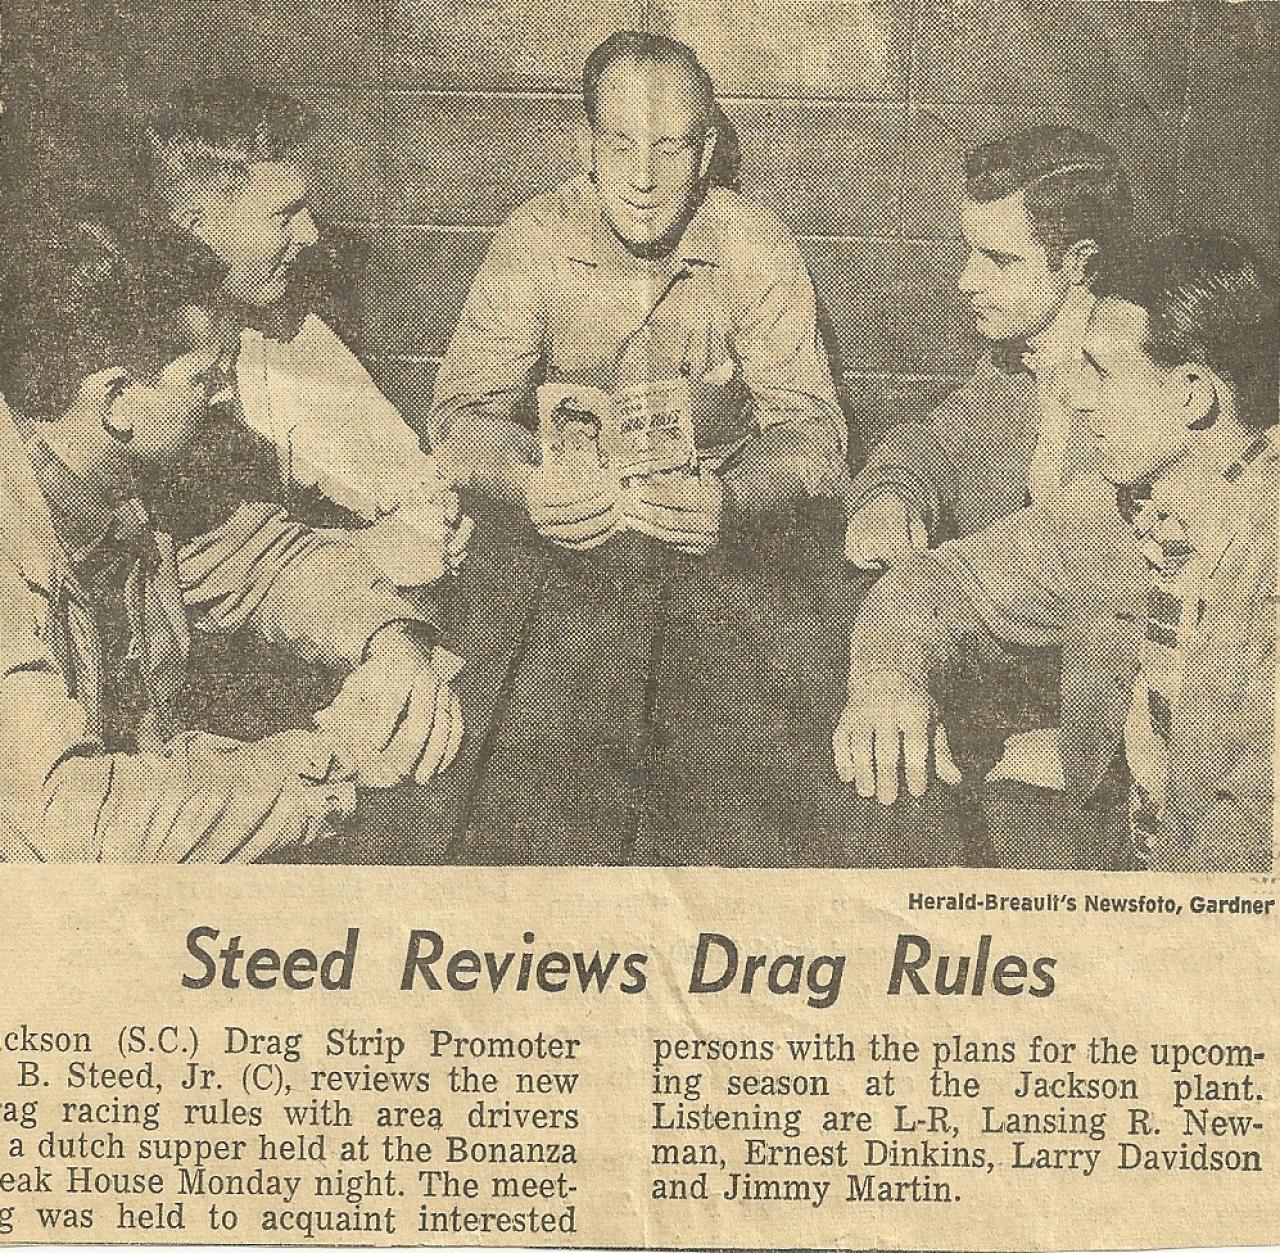 DRAG RULES
Herald-Breault's Newsfoto, Gardner
Steed Reviews Drag Rules
ckson (S.C.) Drag Strip Promoter
B. Steed, Jr. (C), reviews the new
ag racing rules with area drivers
a dutch supper held at the Bonanza
eak House Monday night. The meet-
g was held to acquaint interested
persons with the plans for the upcom-
ing season at the Jackson plant.
Listening are L-R, Lansing R. New-
man, Ernest Dinkins, Larry Davidson
and Jimmy Martin.